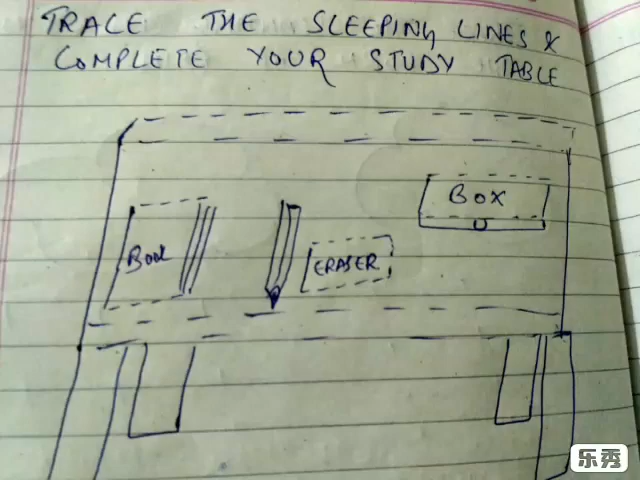 TRACE THE SLEEPING LINES &
COMPLETE YOUR STUDY TABLE
BOX
Book
ERASER
乐秀